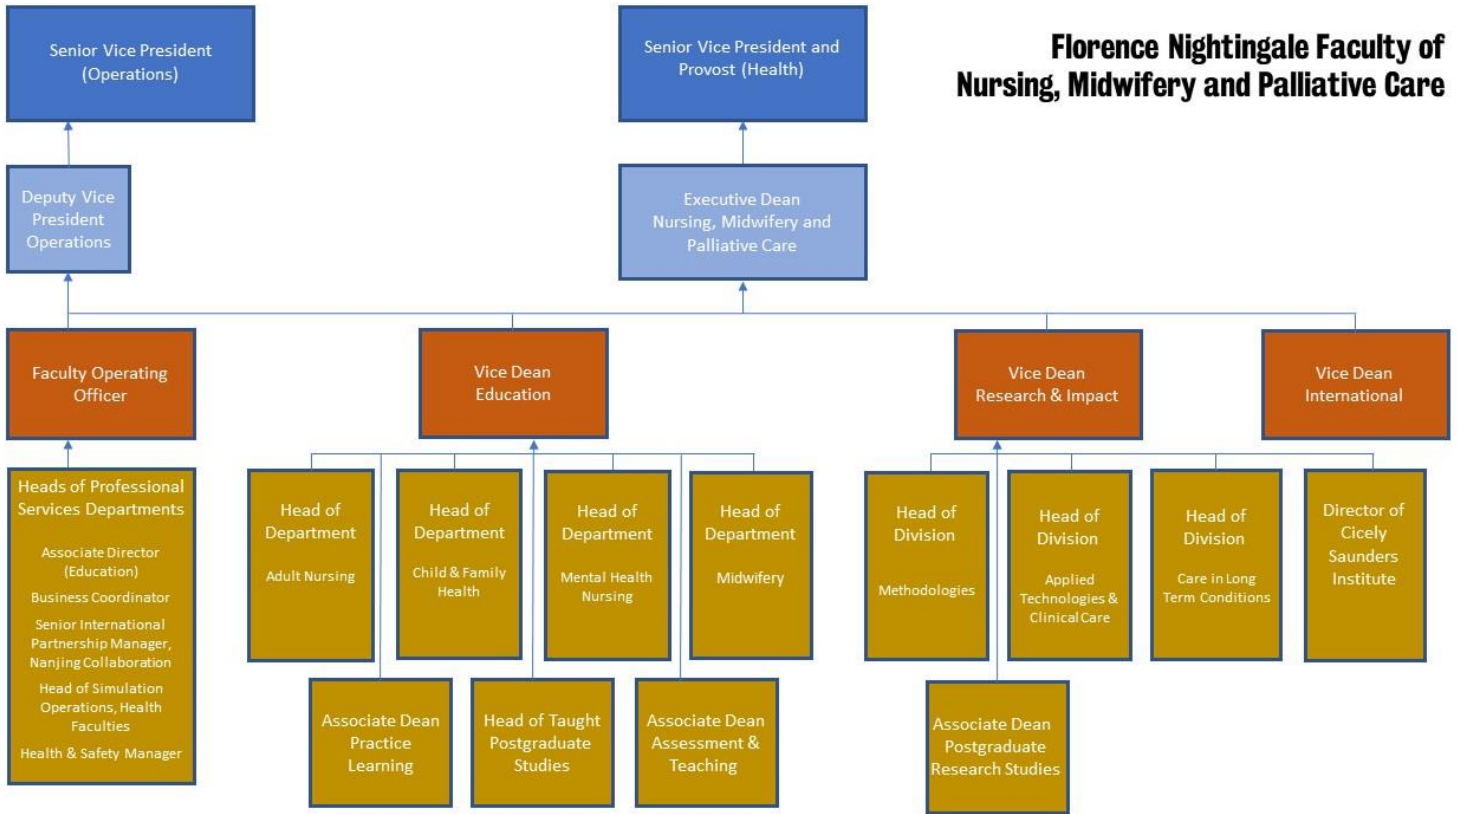 Florence Nightingale Faculty of
Nursing, Midwifery and Palliative Care
Senior Vice President
(Operations)
Senior Vice President and
Provost (Health)
Deputy Vice
President
Operations
Executive Dean
Nursing, Midwifery and
Palliative Care
Faculty Operating
Officer
Vice Dean
Education
Vice Dean
Research & Impact
Vice Dean
International
Heads of Professional
Services Departments
Associate Director
(Education)
Business Coordinator
Senior International
Partnership Manager,
Nanjing Collaboration
Head of Simulation
Operations, Health
Faculties
Health & Safety Manager
Head of
Department
Adult Nursing
Head of
Department
Child & Family
Health
Head of
Department
Mental Health
Nursing
Head of
Department
Midwifery
Head of
Division
Methodologies
Head of
Division
Applied
Technologies &
Clinical Care
Head of
Division
Care in Long
Term Conditions
Director of
Cicely
Saunders
Institute
Associate Dean
Practice
Learning
Head of Taught
Postgraduate
Studies
Associate Dean
Assessment &
Teaching
Associate Dean
Postgraduate
Research Studies